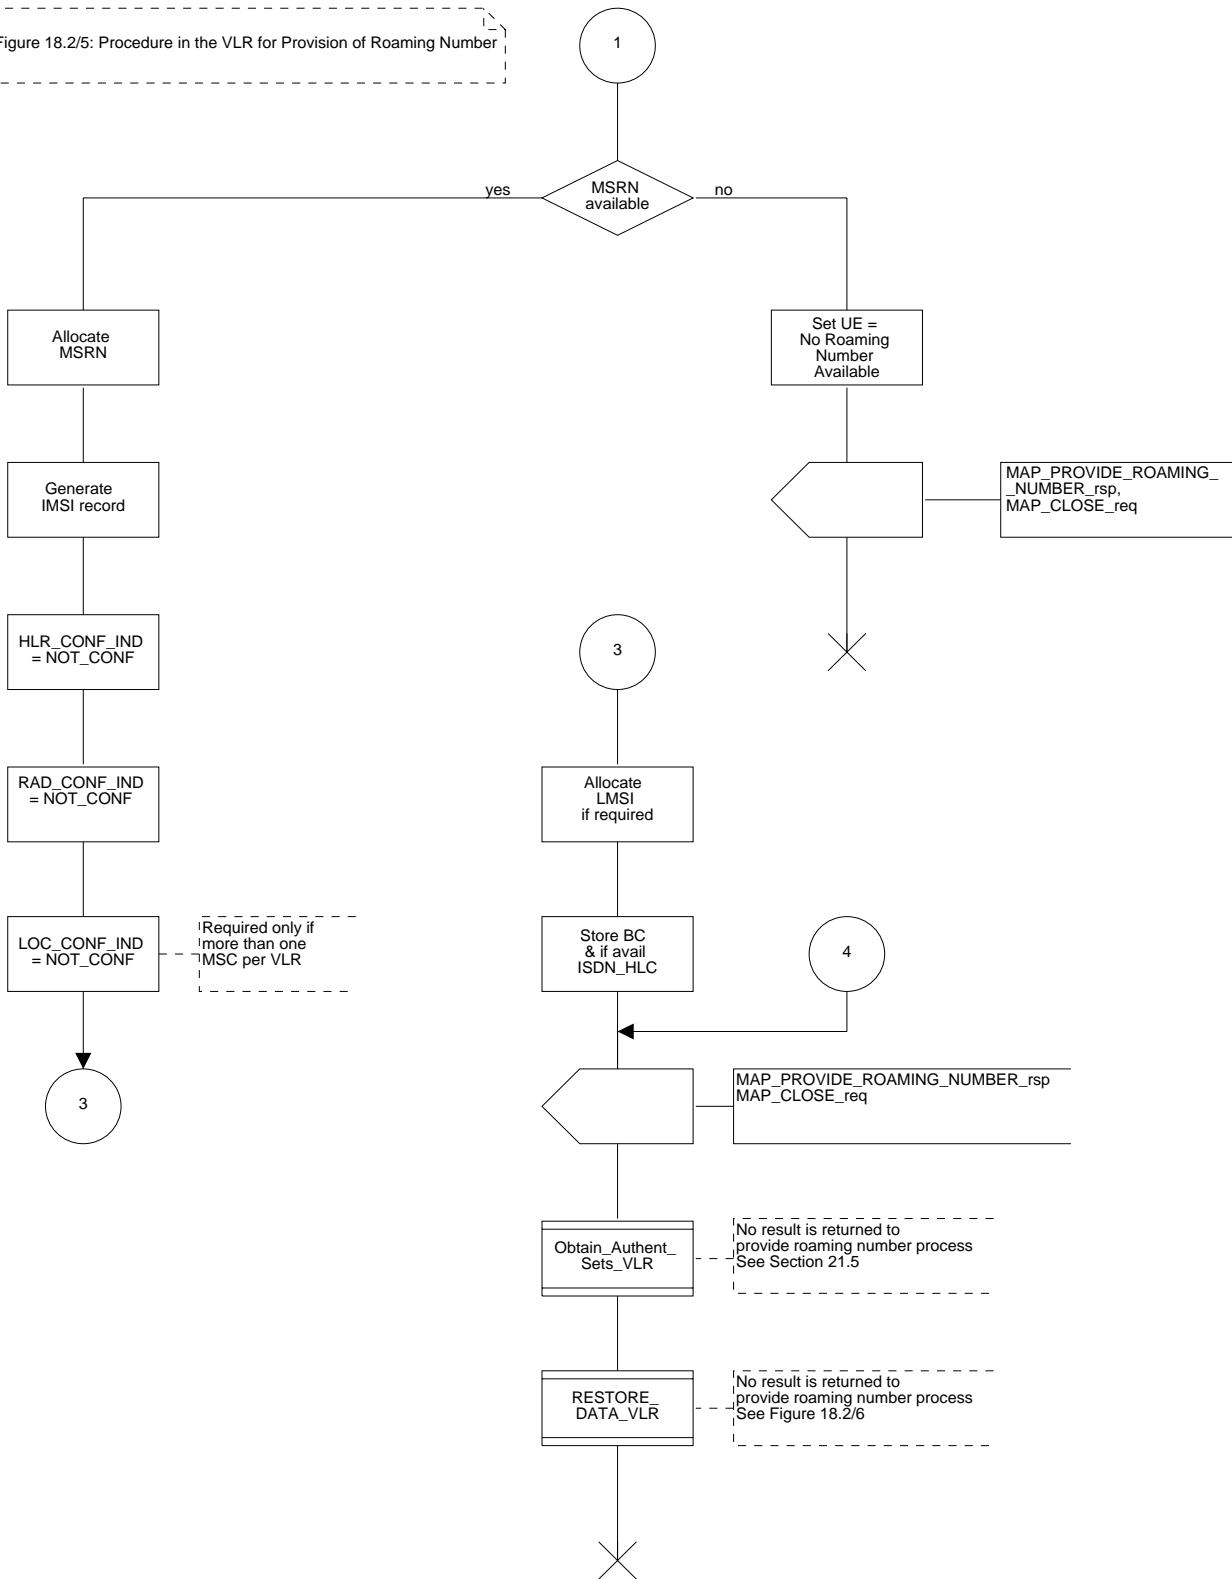 Figure 18.2/5: Procedure in the VLR for Provision of Roaming Number
1
yes
MSRN
available
no
Allocate
MSRN
Set UE =
No Roaming
Number
Available
Generate
IMSI record
MAP_PROVIDE_ROAMING_
_NUMBER_rsp,
MAP_CLOSE_req
HLR_CONF_IND
= NOT_CONF
3
RAD_CONF_IND
= NOT_CONF
Allocate
LMSI
if required
LOC_CONF_IND
= NOT_CONF
Required only if
more than one
MSC per VLR
Store BC
& if avail
ISDN_HLC
4
3
MAP_PROVIDE_ROAMING_NUMBER_rsp
MAP_CLOSE_req
Obtain_Authent_
Sets_VLR
No result is returned to
provide roaming number process
See Section 21.5
RESTORE_
DATA_VLR
No result is returned to
provide roaming number process
See Figure 18.2/6